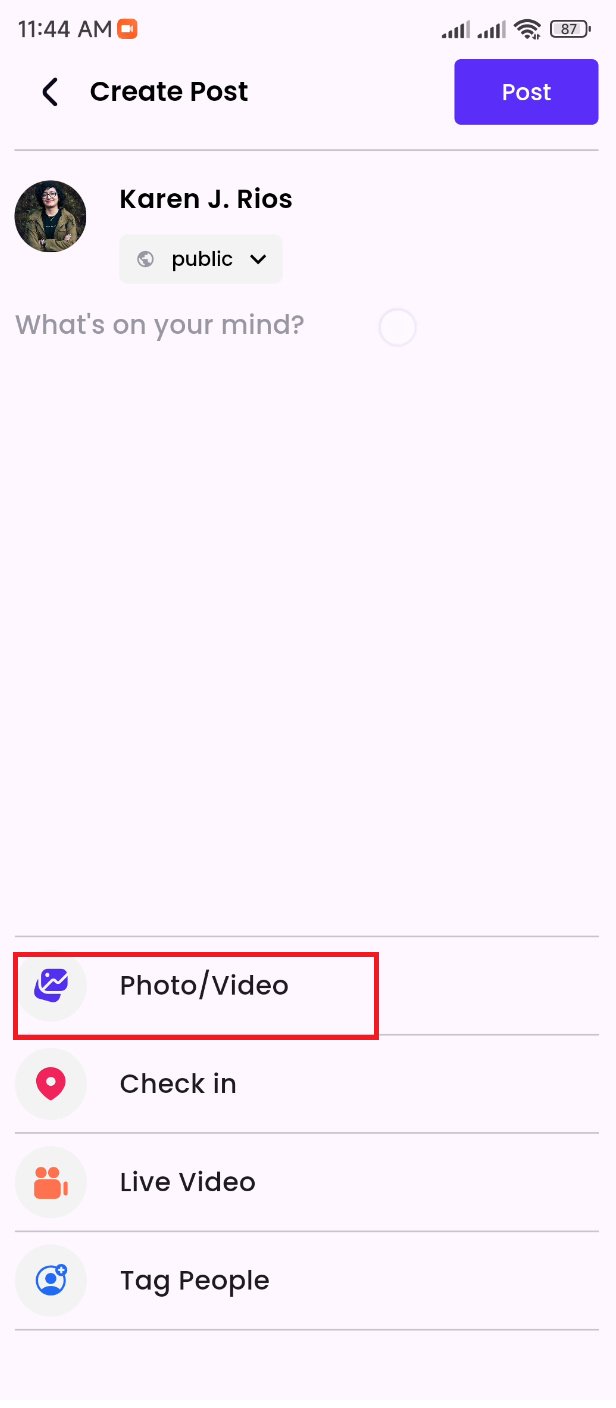 11:44 AM
87
Create Post
Post
Karen J. Rios
public
What's on your mind?
Photo/Video
Check in
Live Video
Tag People